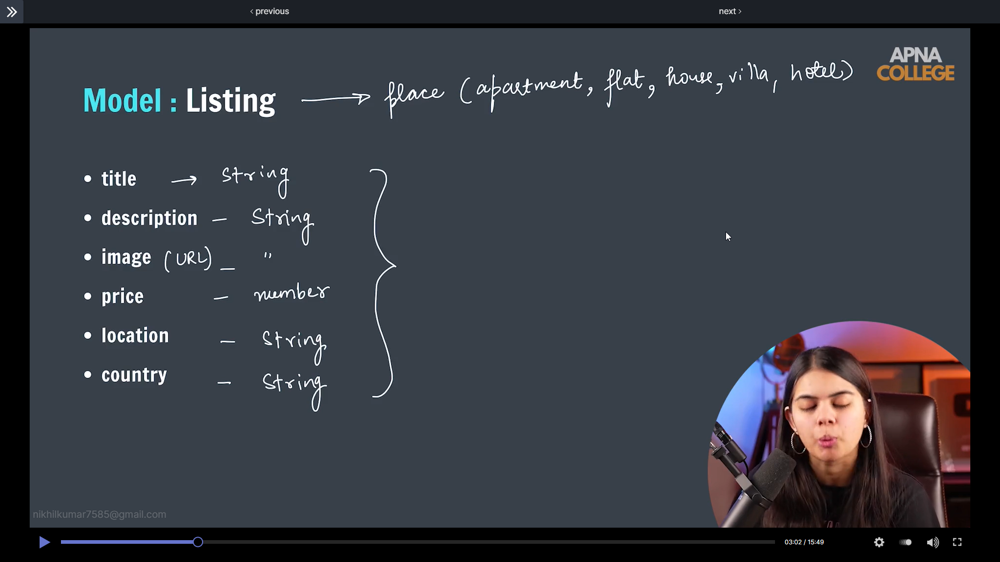 ‹ previous
next ›
APNA
COLLEGE
Model : Listing → place (apartment, flat, house, villa, hotel)
• title → String
• description – String
• image (URL) – "
• price – number
• location – String
• country – String
nikhilkumar7585@gmail.com
03:02 / 15:49